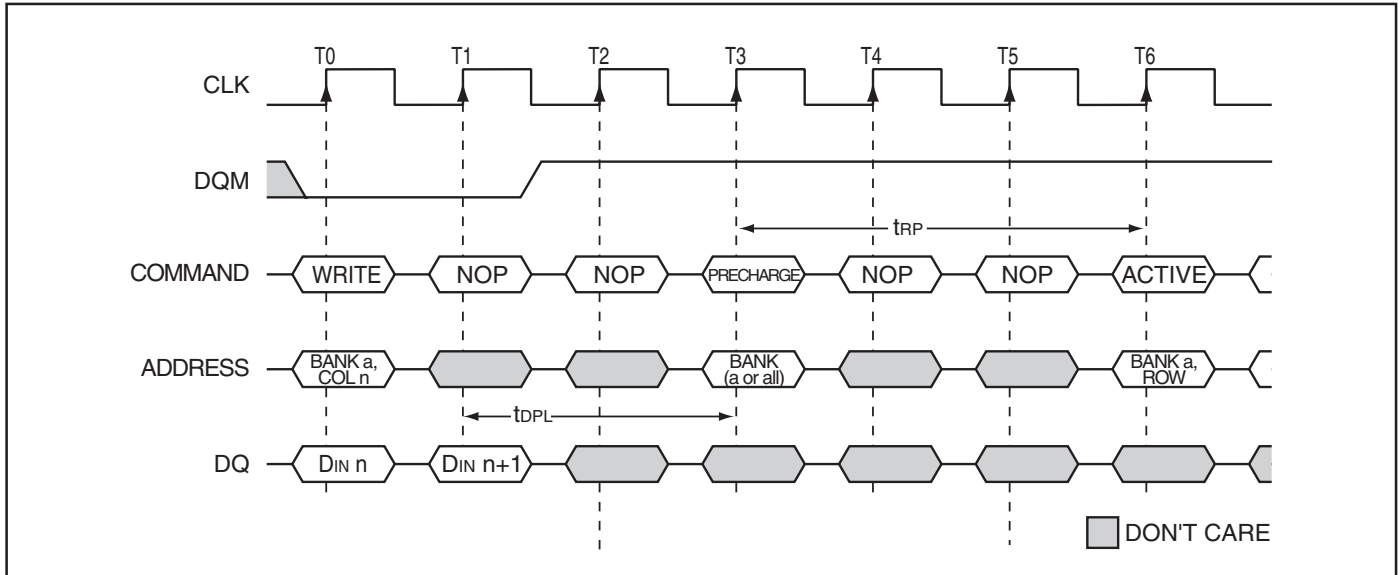 T0 T1 T2 T3 T4 T5 T6
CLK
DQM
tRP
COMMAND WRITE NOP NOP PRECHARGE NOP NOP ACTIVE
ADDRESS BANK a, COL n BANK (a or all) BANK a, ROW
tDPL
DQ DIN n DIN n+1
DON'T CARE